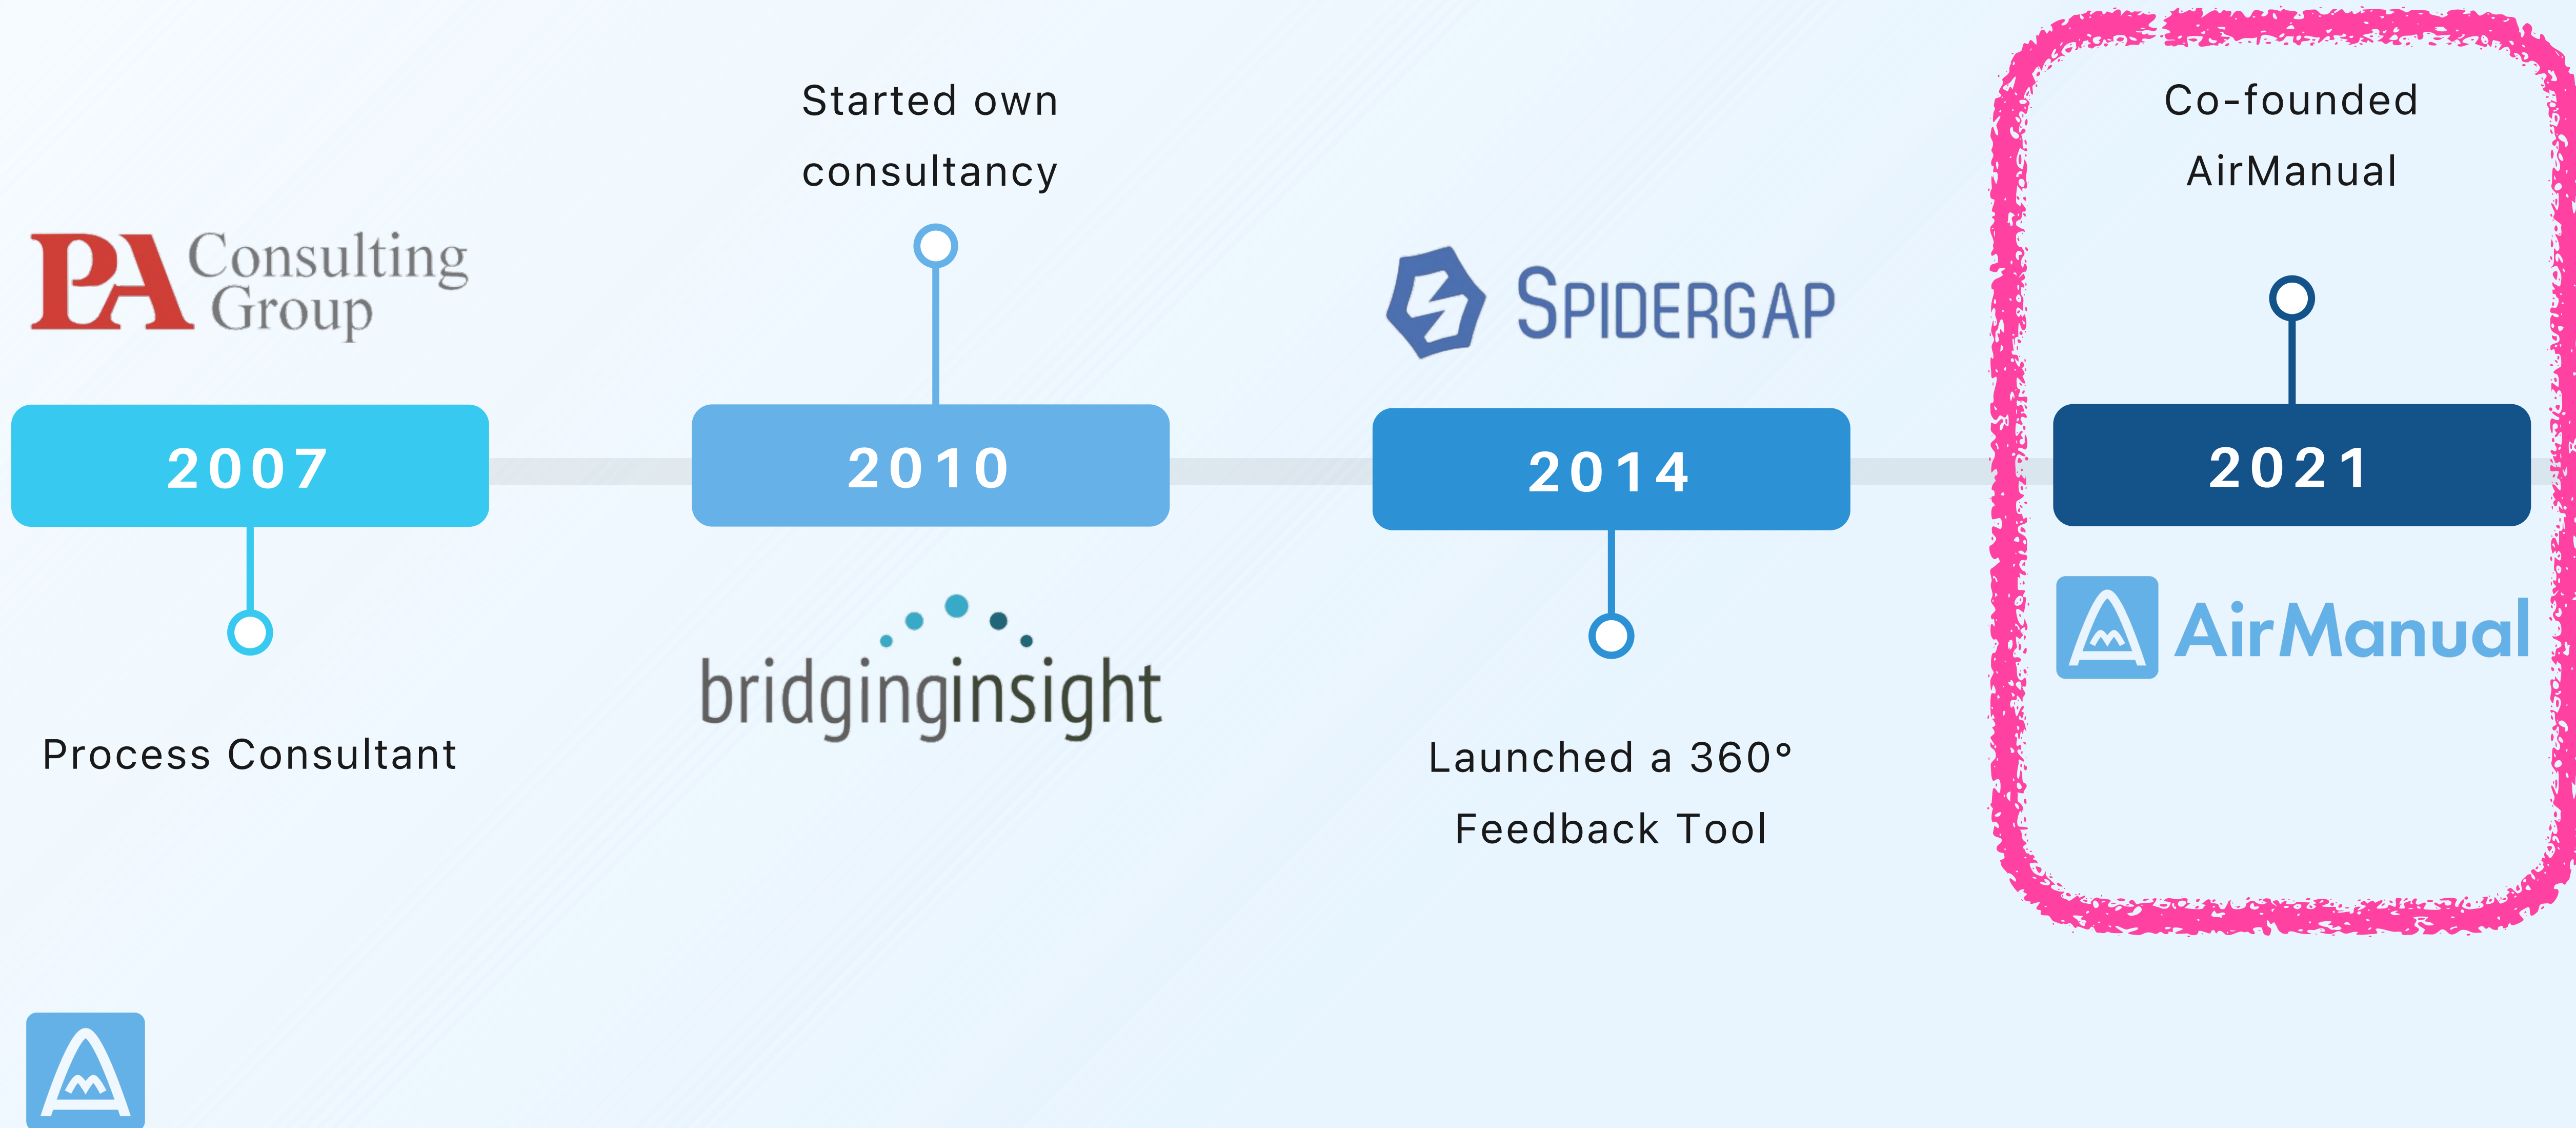 PA Consulting
Group
2007
Process Consultant
Started own
consultancy
2010
bridginginsight
SPIDERGAP
2014
Launched a 360°
Feedback Tool
Co-founded
AirManual
2021
AirManual